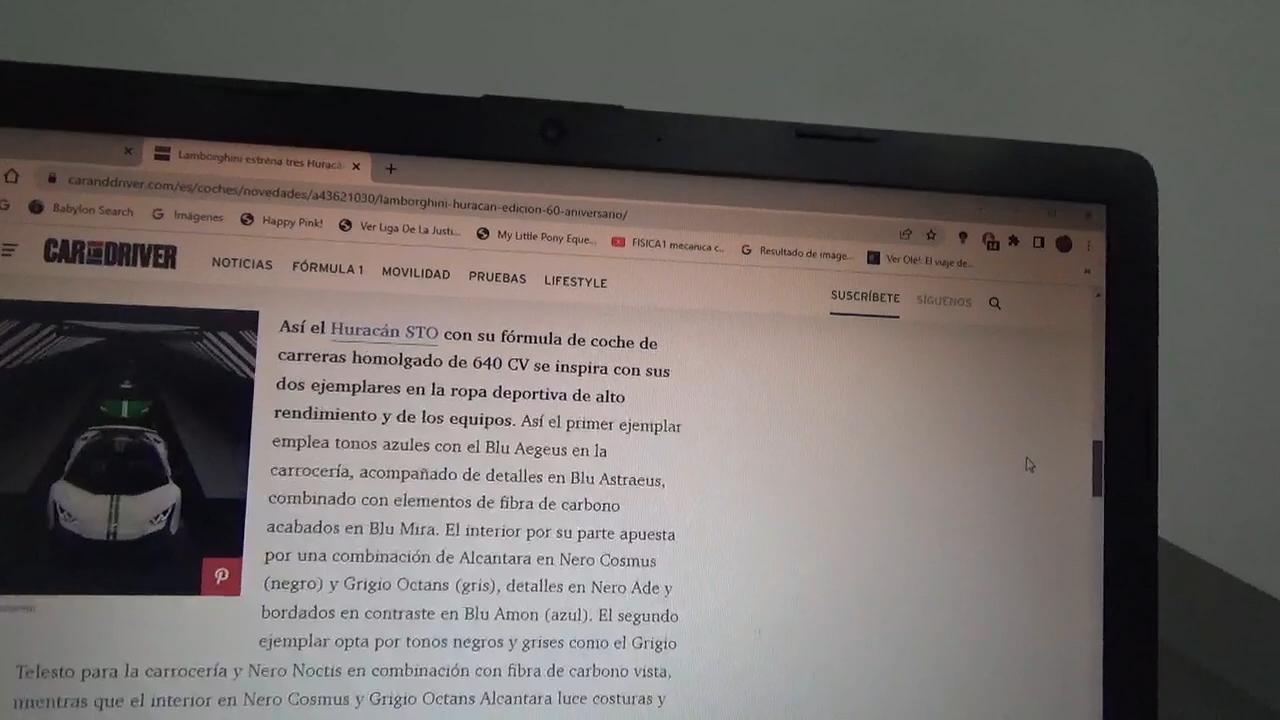 Lamborghini estrena tres Huracá
caranddriver.com/es/coches/novedades/a43621030/lamborghini-huracan-edicion-60-aniversario/
Babylon Search
Imágenes
Happy Pink!
Ver Liga De La Justi...
My Little Pony Eque...
FISICA1 mecanica c...
Resultado de image...
Ver Olé!: El viaje de...
CAR AND DRIVER
NOTICIAS
FÓRMULA 1
MOVILIDAD
PRUEBAS
LIFESTYLE
SUSCRÍBETE
SÍGUENOS
Así el Huracán STO con su fórmula de coche de
carreras homolgado de 640 CV se inspira con sus
dos ejemplares en la ropa deportiva de alto
rendimiento y de los equipos. Así el primer ejemplar
emplea tonos azules con el Blu Aegeus en la
carrocería, acompañado de detalles en Blu Astraeus,
combinado con elementos de fibra de carbono
acabados en Blu Mira. El interior por su parte apuesta
por una combinación de Alcantara en Nero Cosmus
(negro) y Grigio Octans (gris), detalles en Nero Ade y
bordados en contraste en Blu Amon (azul). El segundo
ejemplar opta por tonos negros y grises como el Grigio
Telesto para la carrocería y Nero Noctis en combinación con fibra de carbono vista,
mientras que el interior en Nero Cosmus y Grigio Octans Alcantara luce costuras y